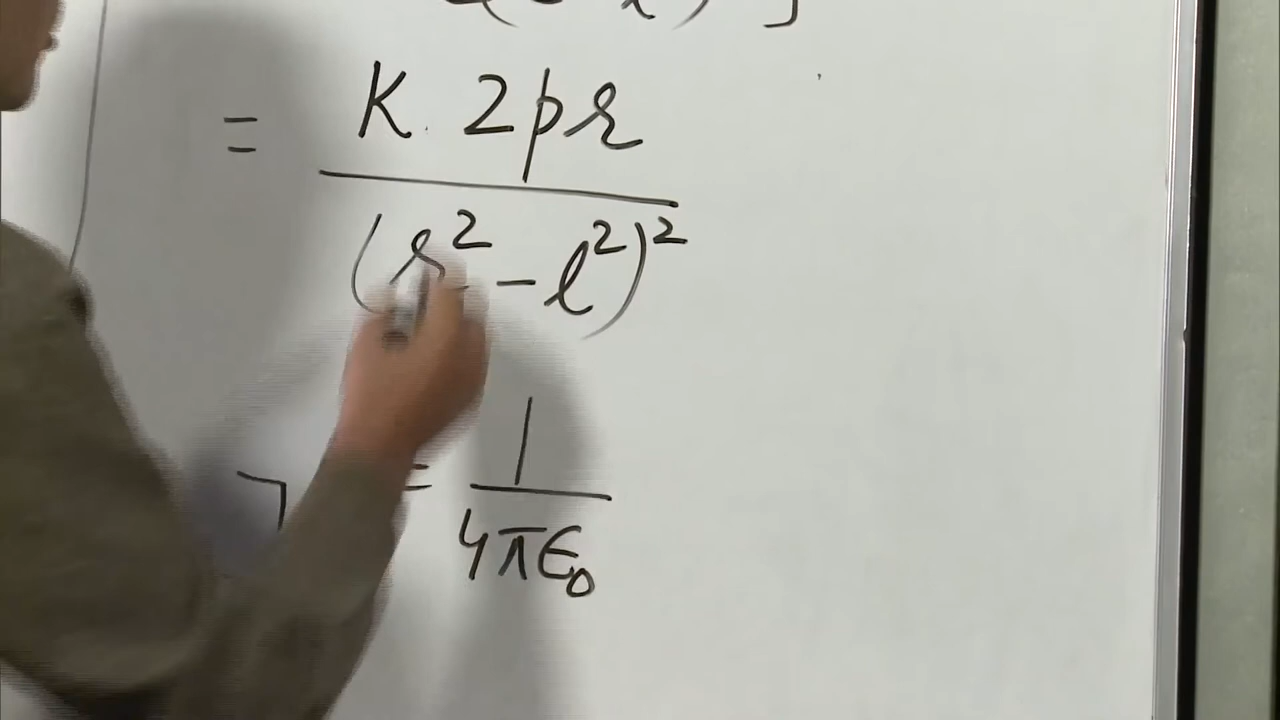 = K. 2pr
(r² - l²)²
= 1
4πϵ₀